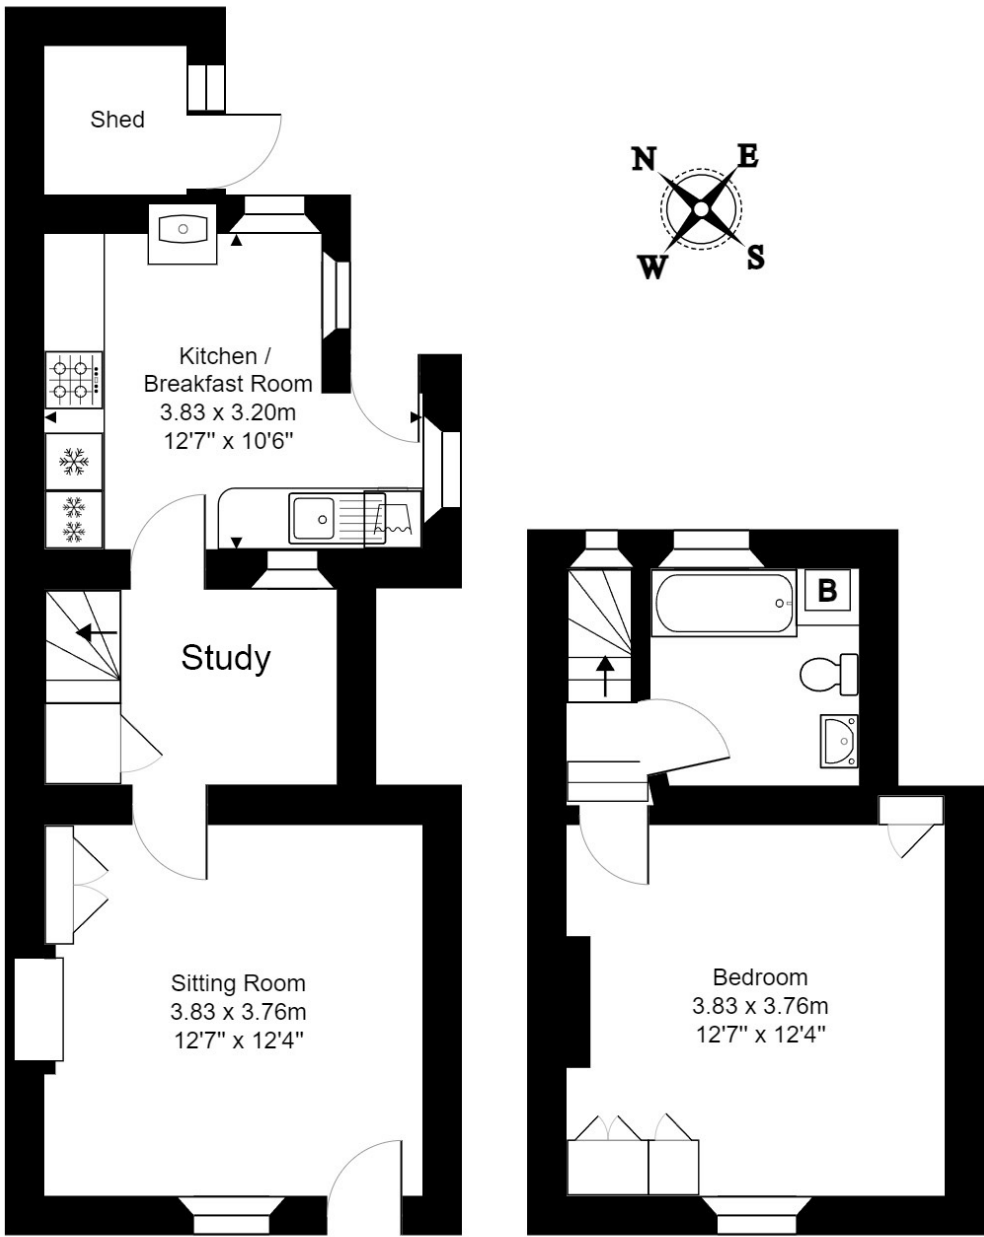 Shed
N
E
W
S
Kitchen /
Breakfast Room
3.83 x 3.20m
12'7" x 10'6"
Study
B
Sitting Room
3.83 x 3.76m
12'7" x 12'4"
Bedroom
3.83 x 3.76m
12'7" x 12'4"